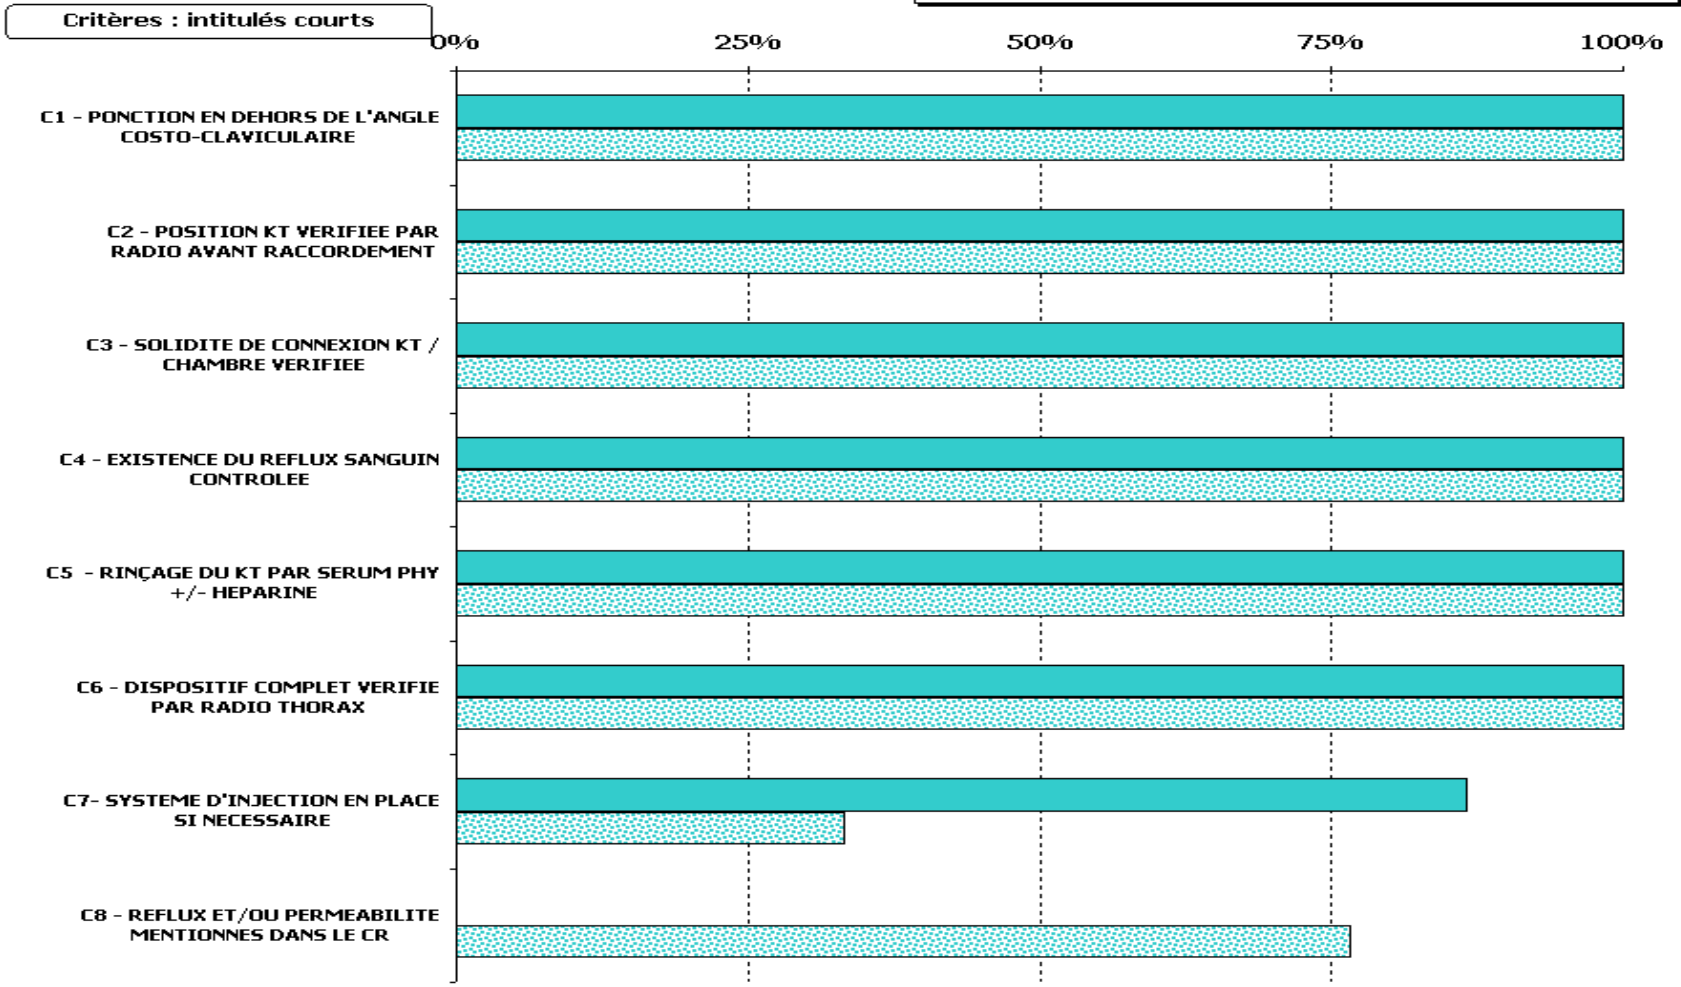 Critères : intitulés courts
0% 25% 50% 75% 100%
C1 - PONCTION EN DEHORS DE L'ANGLE
COSTO-CLAVICULAIRE
C2 - POSITION KT VERIFIEE PAR
RADIO AVANT RACCORDEMENT
C3 - SOLIDITE DE CONNEXION KT /
CHAMBRE VERIFIEE
C4 - EXISTENCE DU REFLUX SANGUIN
CONTROLEE
C5 - RINÇAGE DU KT PAR SERUM PHY
+/- HEPARINE
C6 - DISPOSITIF COMPLET VERIFIE
PAR RADIO THORAX
C7- SYSTEME D'INJECTION EN PLACE
SI NECESSAIRE
C8 - REFLUX ET/OU PERMEABILITE
MENTIONNES DANS LE CR